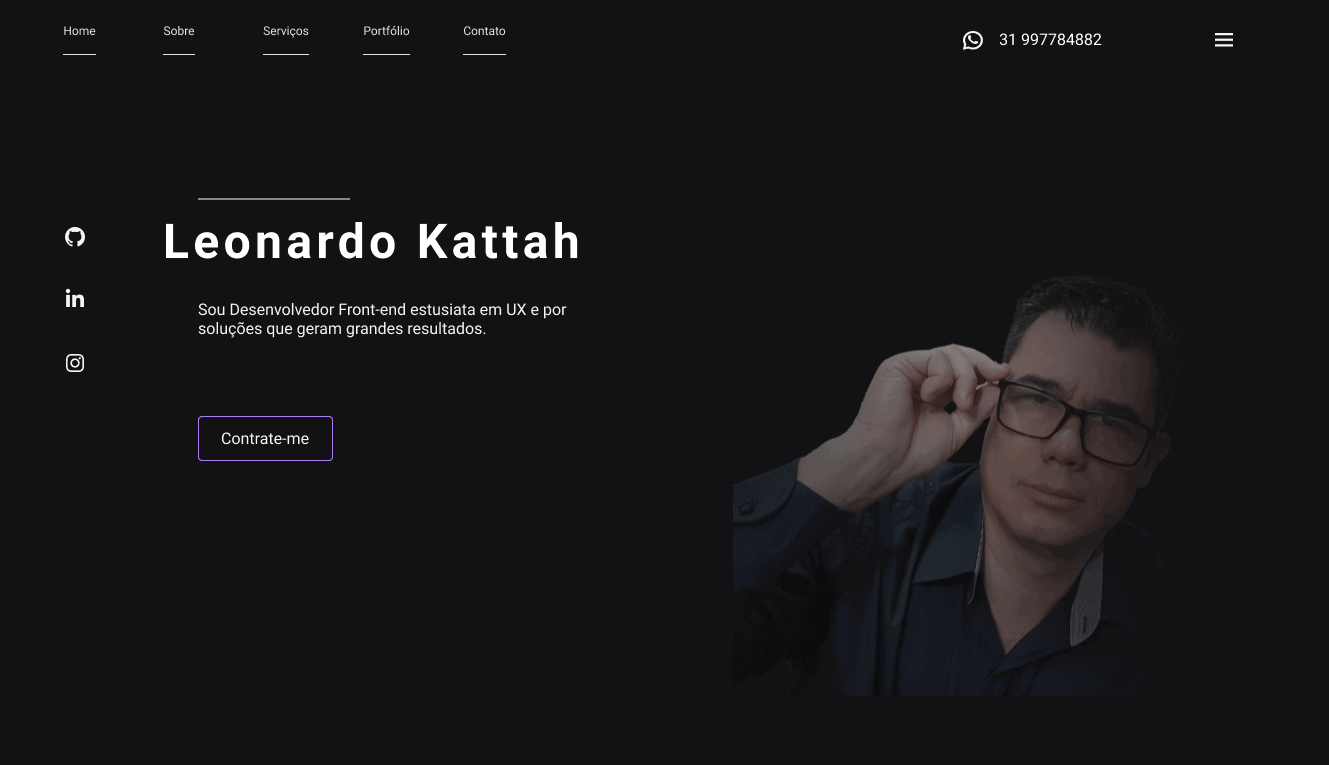 Home
Sobre
Serviços
Portfólio
Contato
31 997784882
Leonardo Kattah
Sou Desenvolvedor Front-end estusiata em UX e por
soluções que geram grandes resultados.
Contrate-me